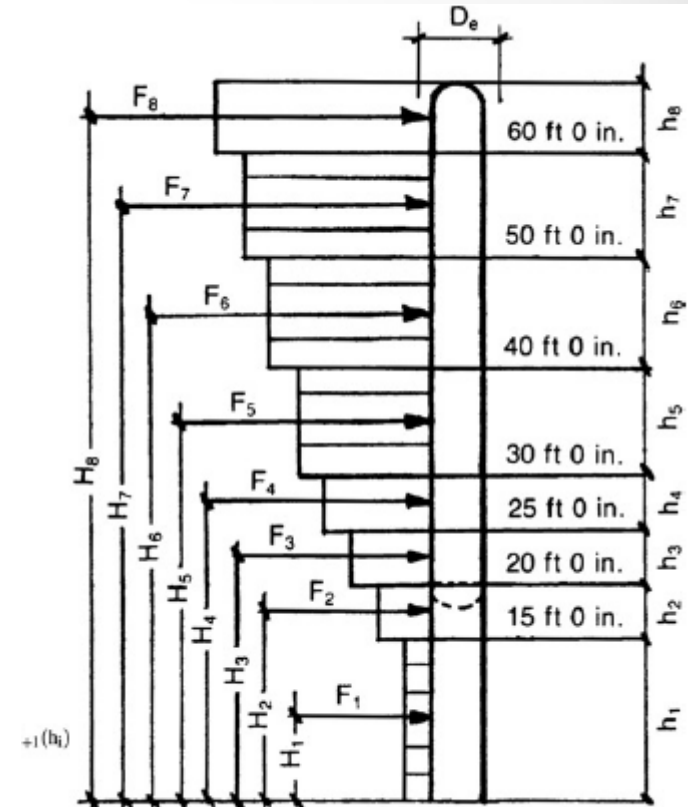 Dₑ
F₈
60 ft 0 in.
h₈
F₇
50 ft 0 in.
h₇
F₆
40 ft 0 in.
h₆
F₅
30 ft 0 in.
h₅
F₄
25 ft 0 in.
h₄
F₃
20 ft 0 in.
h₃
F₂
15 ft 0 in.
h₂
F₁
h₁
H₈
H₇
H₆
H₅
H₄
H₃
H₂
H₁
₊₁(hᵢ)